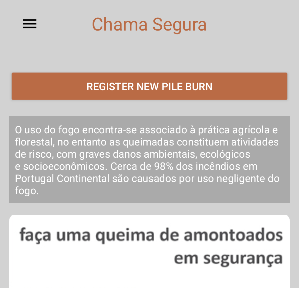 Chama Segura
REGISTER NEW PILE BURN
O uso do fogo encontra-se associado à prática agrícola e
florestal, no entanto as queimadas constituem atividades
de risco, com graves danos ambientais, ecológicos
e socioeconômicos. Cerca de 98% dos incêndios em
Portugal Continental são causados por uso negligente do
fogo.
faça uma queima de amontoados
em segurança